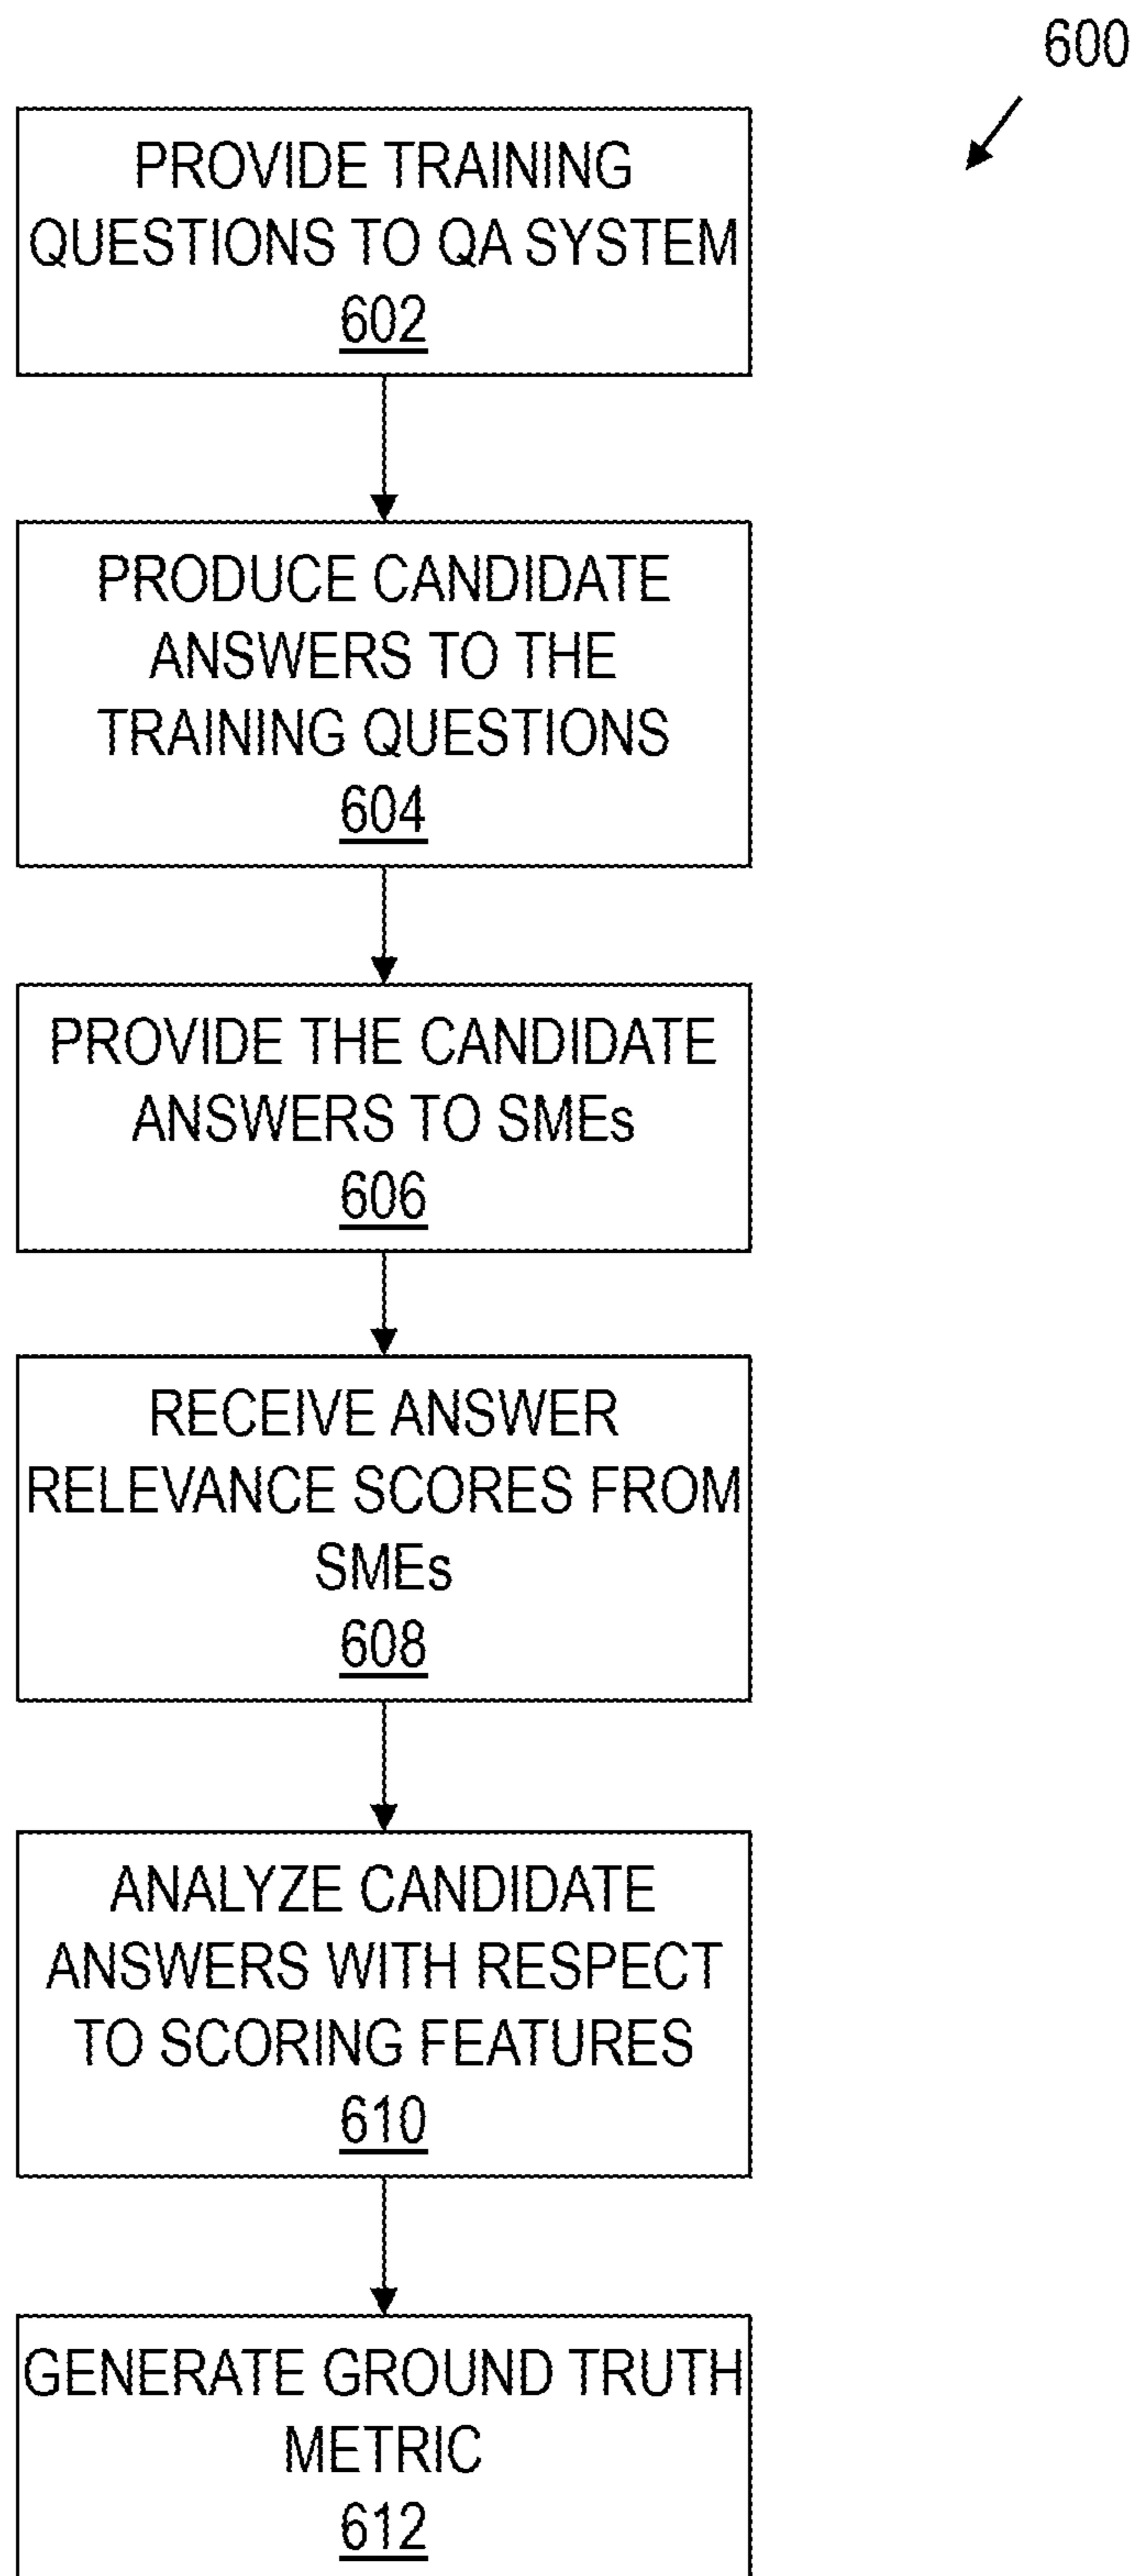 600
PROVIDE TRAINING
QUESTIONS TO QA SYSTEM
602
PRODUCE CANDIDATE
ANSWERS TO THE
TRAINING QUESTIONS
604
PROVIDE THE CANDIDATE
ANSWERS TO SMEs
606
RECEIVE ANSWER
RELEVANCE SCORES FROM
SMEs
608
ANALYZE CANDIDATE
ANSWERS WITH RESPECT
TO SCORING FEATURES
610
GENERATE GROUND TRUTH
METRIC
612